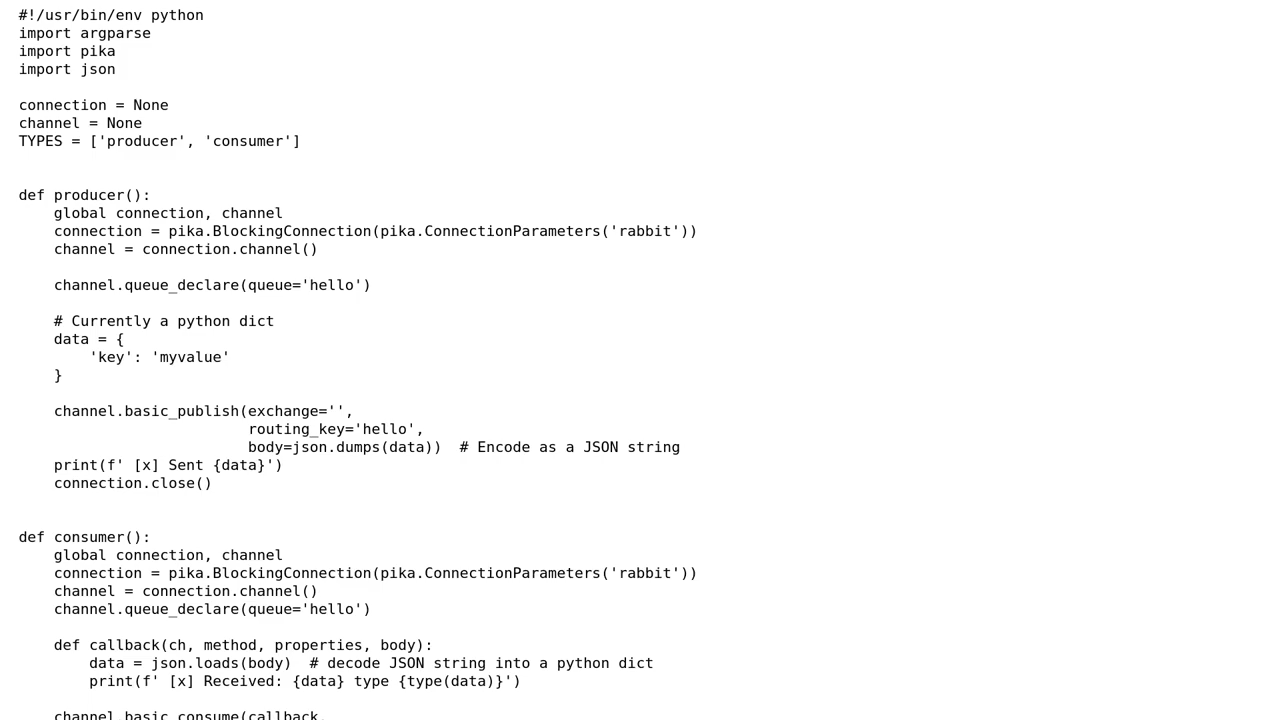 #!/usr/bin/env python
import argparse
import pika
import json

connection = None
channel = None
TYPES = ['producer', 'consumer']


def producer():
    global connection, channel
    connection = pika.BlockingConnection(pika.ConnectionParameters('rabbit'))
    channel = connection.channel()

    channel.queue_declare(queue='hello')

    # Currently a python dict
    data = {
        'key': 'myvalue'
    }

    channel.basic_publish(exchange='',
                          routing_key='hello',
                          body=json.dumps(data))  # Encode as a JSON string
    print(f' [x] Sent {data}')
    connection.close()


def consumer():
    global connection, channel
    connection = pika.BlockingConnection(pika.ConnectionParameters('rabbit'))
    channel = connection.channel()
    channel.queue_declare(queue='hello')

    def callback(ch, method, properties, body):
        data = json.loads(body)  # decode JSON string into a python dict
        print(f' [x] Received: {data} type {type(data)}')

    channel.basic_consume(callback,